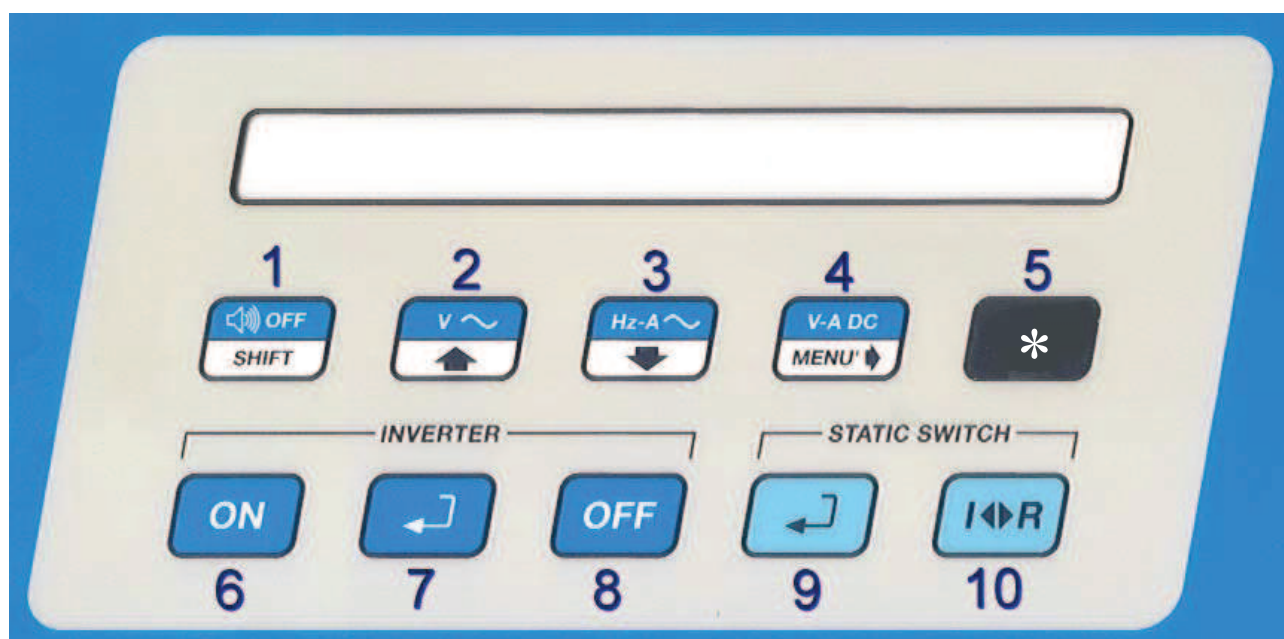 1 2 3 4 5
OFF V Hz-A V-A DC *
SHIFT MENU'
INVERTER STATIC SWITCH
ON OFF I R
6 7 8 9 10